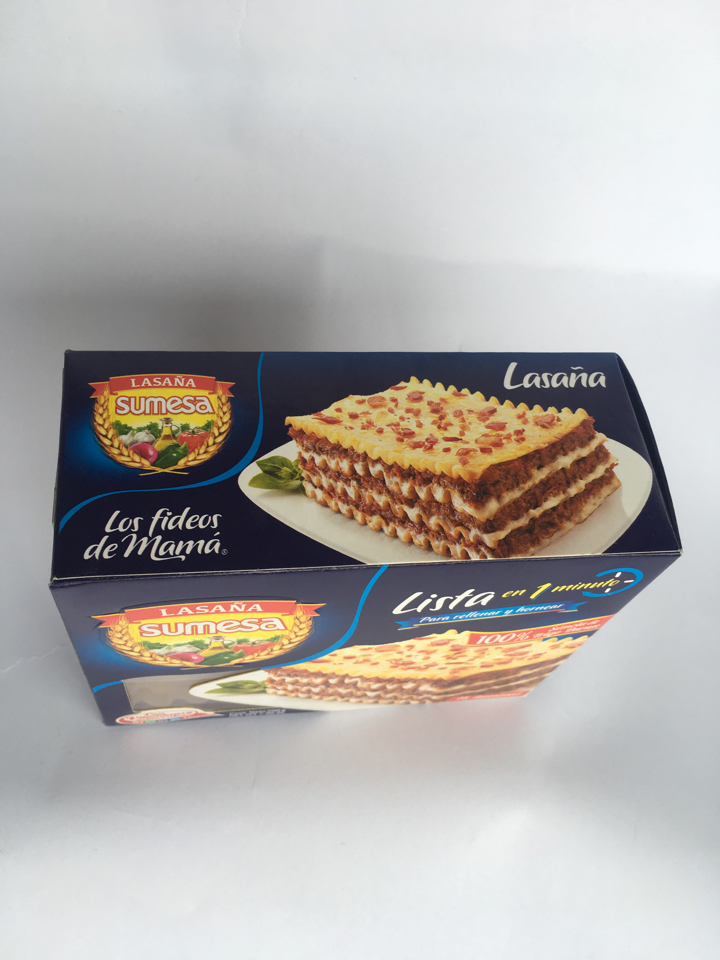 LASAÑA
sumesa
Lasaña
Los fideos
de Mamá®
LASAÑA
sumesa
Lista en 1 minuto
Para rellenar y hornear
100%